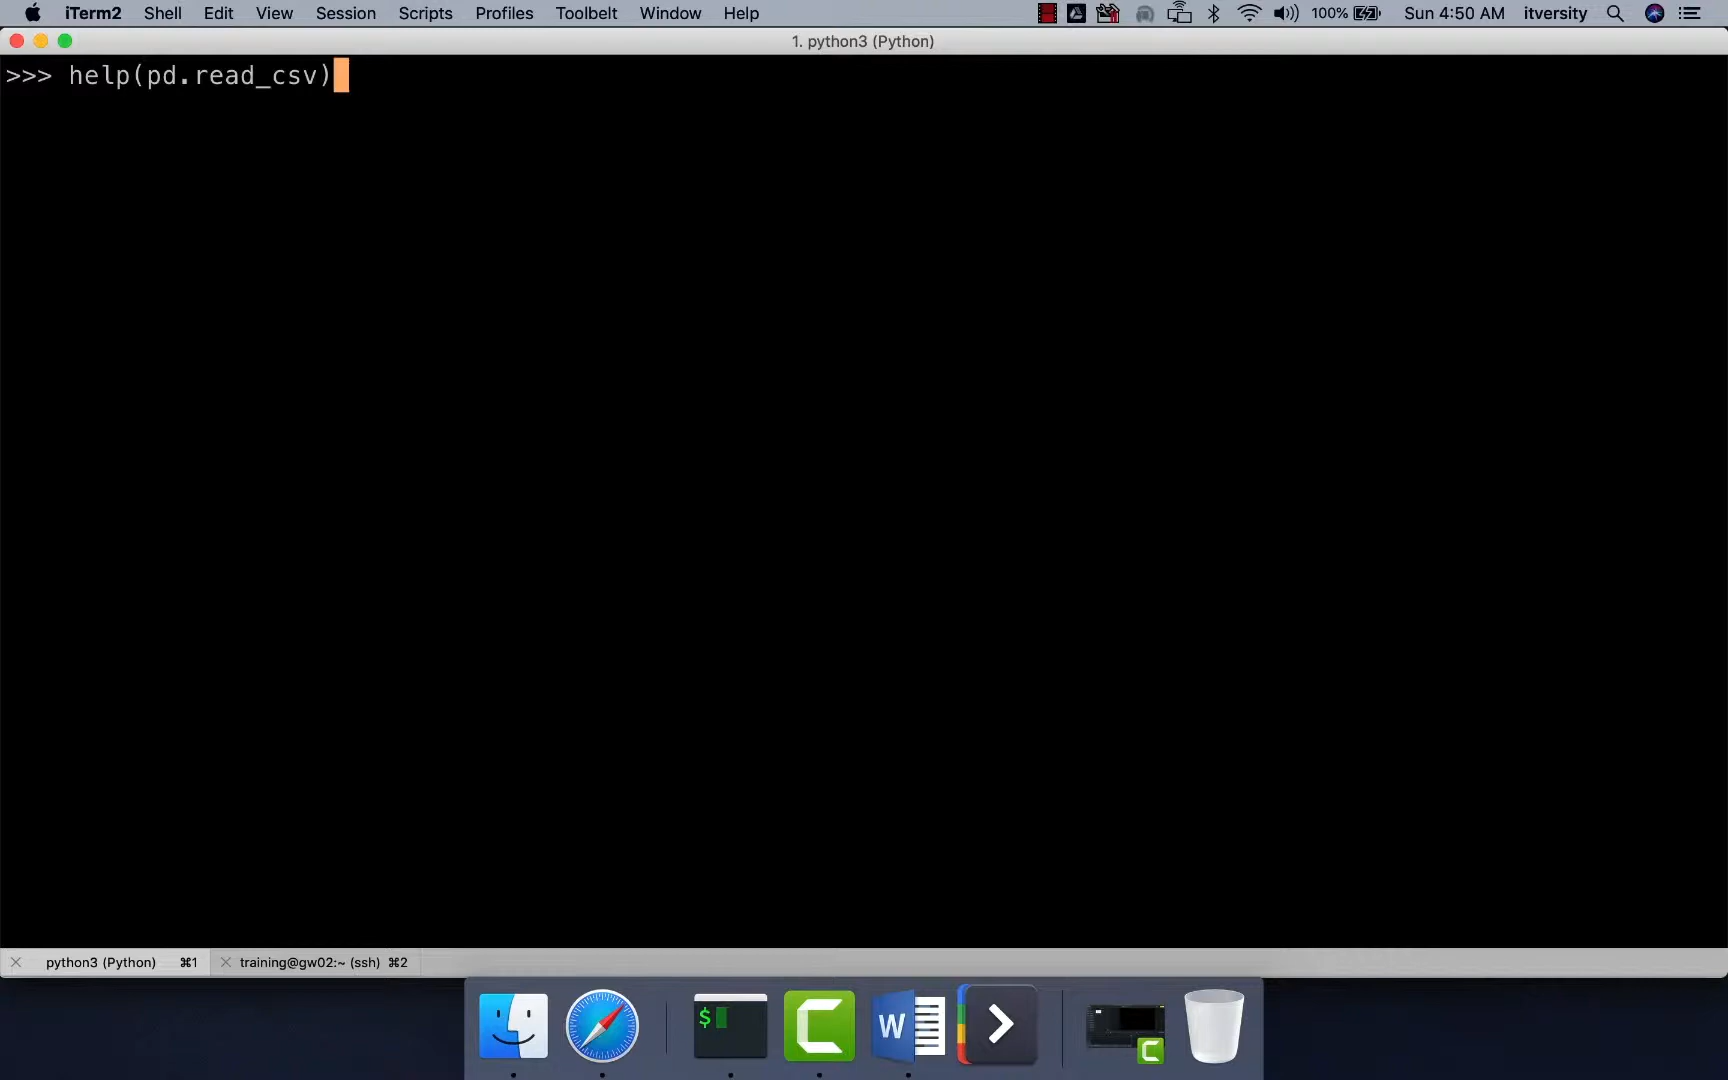 iTerm2 Shell Edit View Session Scripts Profiles Toolbelt Window Help 100% Sun 4:50 AM itversity
1. python3 (Python)
>>> help(pd.read_csv)
python3 (Python) ⌘1 training@gw02:~ (ssh) ⌘2
$
W